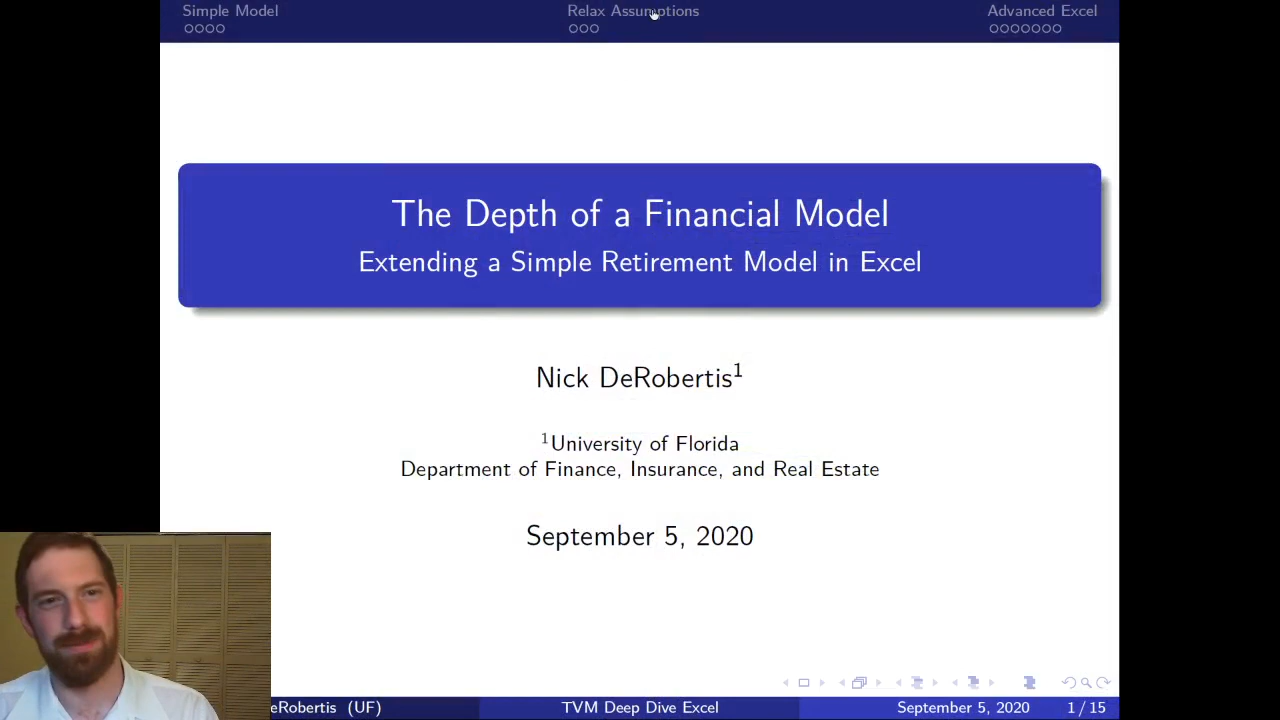 Simple Model
Relax Assumptions
Advanced Excel
The Depth of a Financial Model
Extending a Simple Retirement Model in Excel
Nick DeRobertis¹
¹University of Florida
Department of Finance, Insurance, and Real Estate
September 5, 2020
eRobertis (UF)
TVM Deep Dive Excel
September 5, 2020
1 / 15